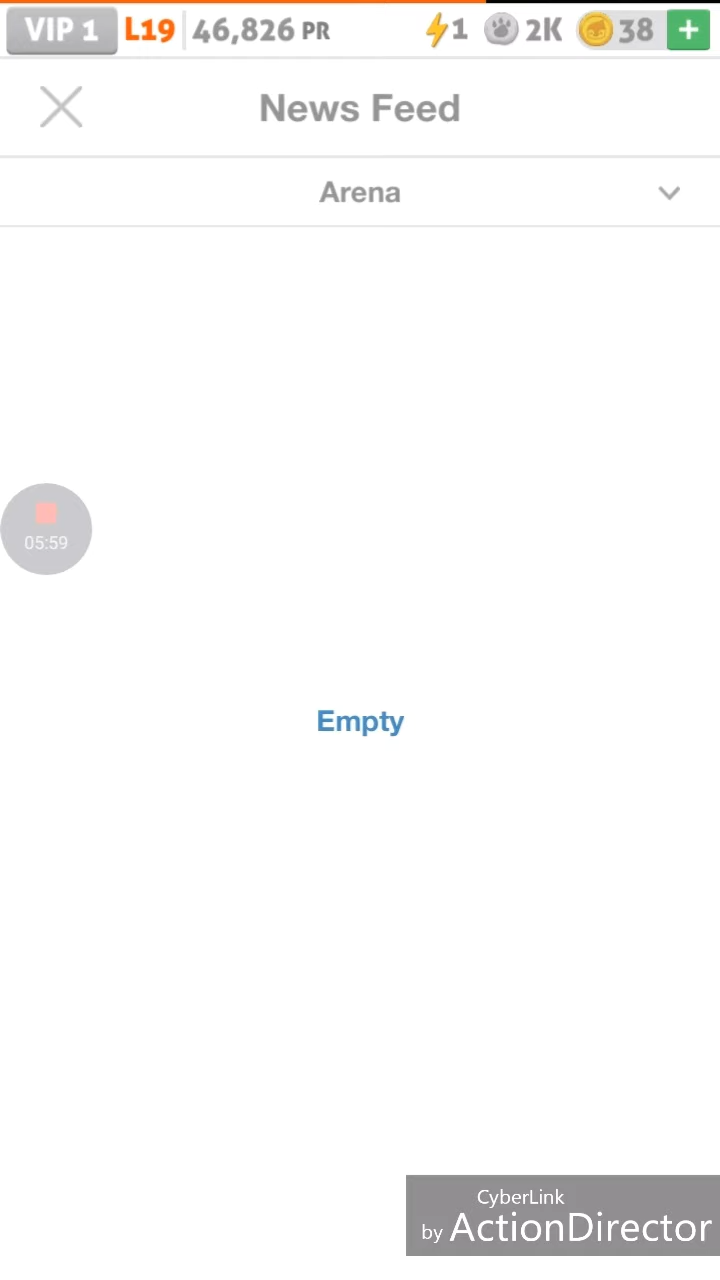 VIP 1 L19 46,826 PR 1 2K 38 +
News Feed
Arena
05:59
Empty
CyberLink
by ActionDirector